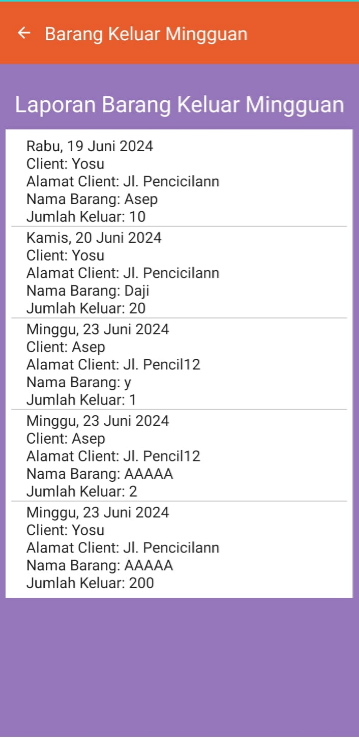 Barang Keluar Mingguan
Laporan Barang Keluar Mingguan
Rabu, 19 Juni 2024
Client: Yosu
Alamat Client: Jl. Pencicilann
Nama Barang: Asep
Jumlah Keluar: 10
Kamis, 20 Juni 2024
Client: Yosu
Alamat Client: Jl. Pencicilann
Nama Barang: Daji
Jumlah Keluar: 20
Minggu, 23 Juni 2024
Client: Asep
Alamat Client: Jl. Pencil12
Nama Barang: y
Jumlah Keluar: 1
Minggu, 23 Juni 2024
Client: Asep
Alamat Client: Jl. Pencil12
Nama Barang: AAAAA
Jumlah Keluar: 2
Minggu, 23 Juni 2024
Client: Yosu
Alamat Client: Jl. Pencicilann
Nama Barang: AAAAA
Jumlah Keluar: 200